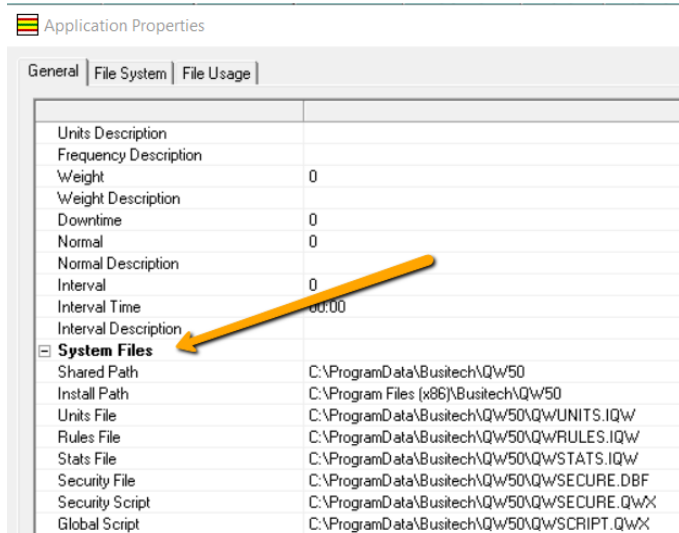 Application Properties
General File System File Usage
Units Description
Frequency Description
Weight 0
Weight Description
Downtime 0
Normal 0
Normal Description
Interval 0
Interval Time 00:00
Interval Description
System Files
Shared Path C:\ProgramData\Busitech\QW50
Install Path C:\Program Files (x86)\Busitech\QW50
Units File C:\ProgramData\Busitech\QW50\QWUNITS.IQW
Rules File C:\ProgramData\Busitech\QW50\QWRULES.IQW
Stats File C:\ProgramData\Busitech\QW50\QWSTATS.IQW
Security File C:\ProgramData\Busitech\QW50\QWSECURE.DBF
Security Script C:\ProgramData\Busitech\QW50\QWSECURE.QWX
Global Script C:\ProgramData\Busitech\QW50\QWSCRIPT.QWX